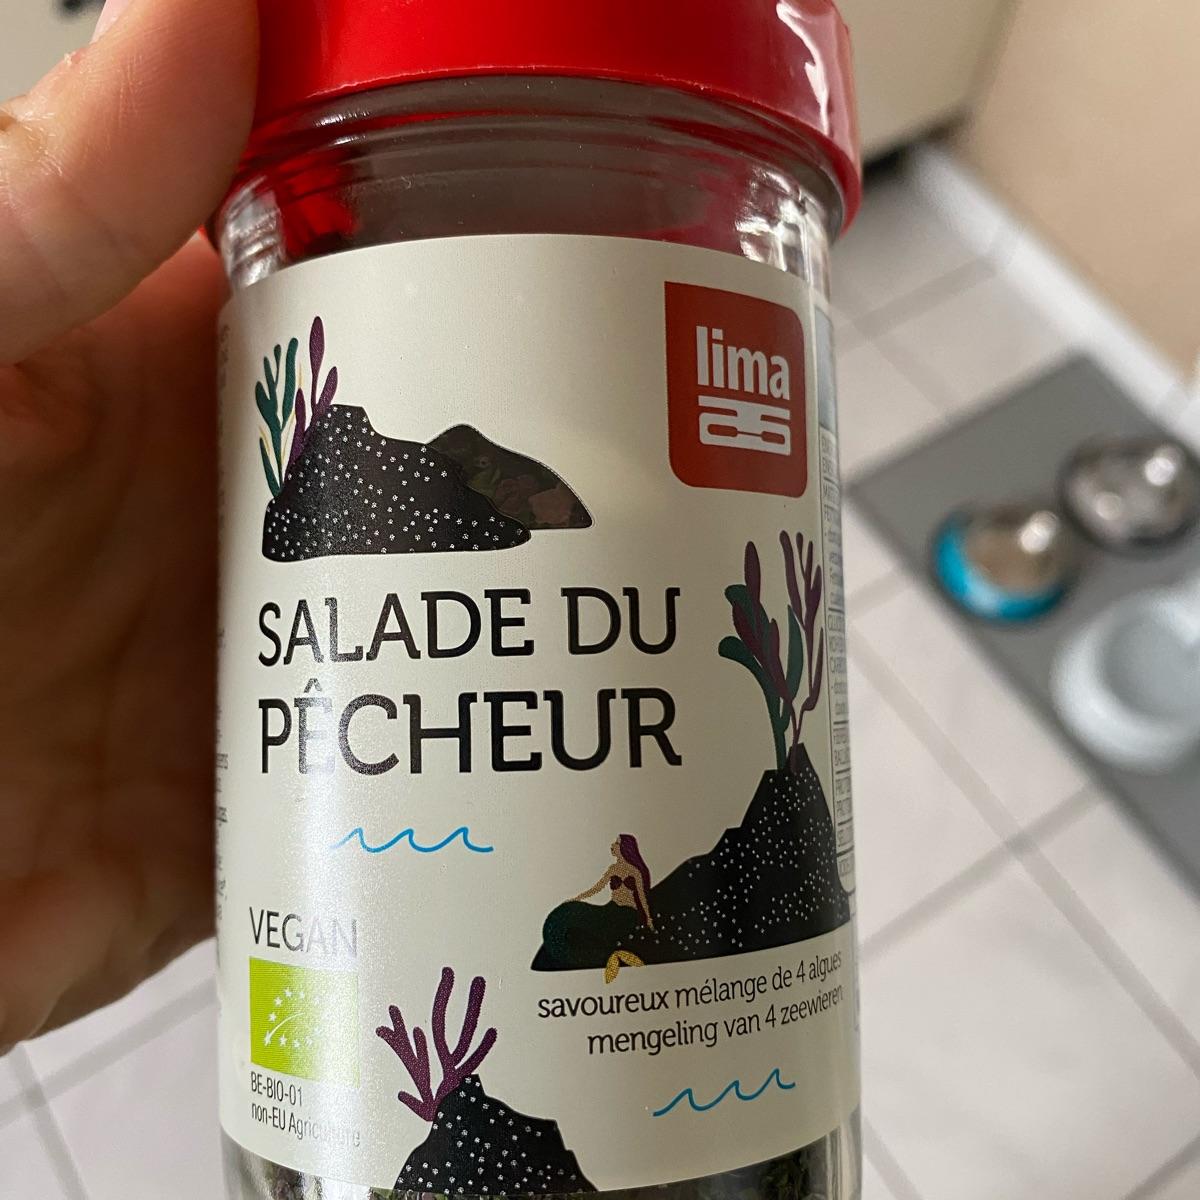 lima
SALADE DU
PÊCHEUR
VEGAN
BE-BIO-01
non-EU Agriculture
savoureux mélange de 4 algues
mengeling van 4 zeewieren